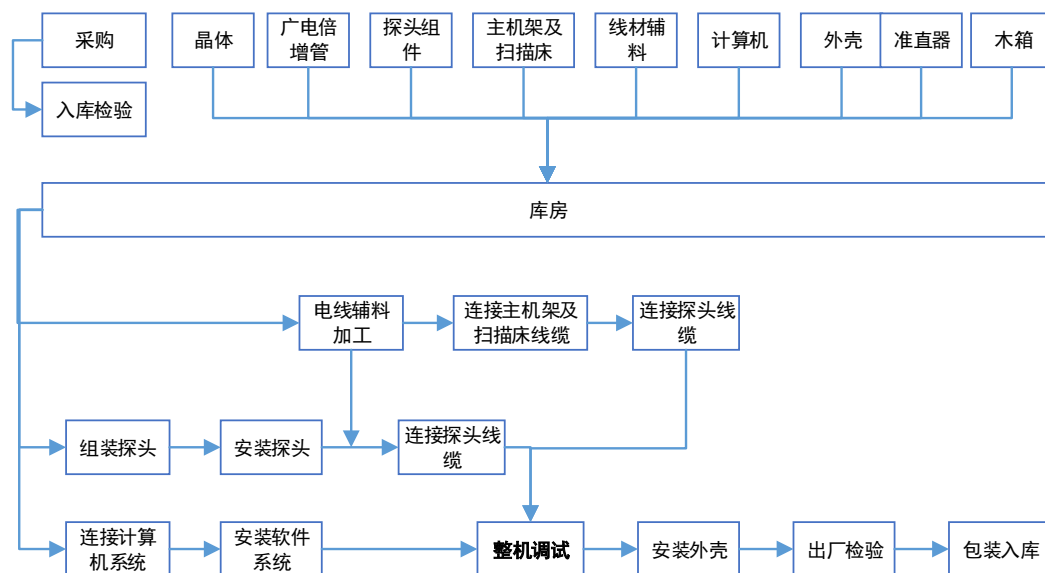 采购
晶体
广电倍
增管
探头组
件
主机架及
扫描床
线材辅
料
计算机
外壳
准直器
木箱
入库检验
库房
电线辅料
加工
连接主机架及
扫描床线缆
连接探头线
缆
组装探头
安装探头
连接探头线
缆
连接计算
机系统
安装软件
系统
整机调试
安装外壳
出厂检验
包装入库